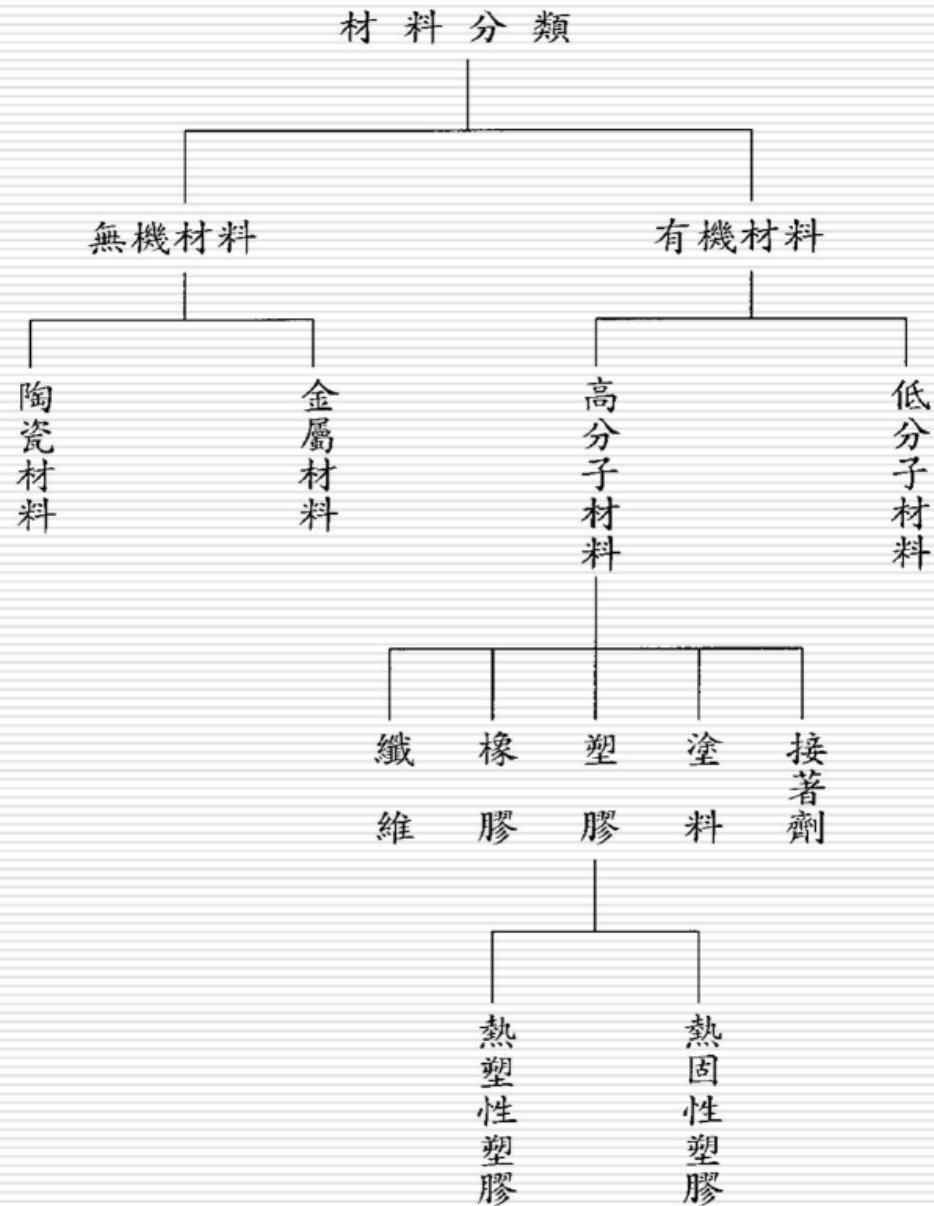 材料分類
無機材料
有機材料
陶瓷材料
金屬材料
高分子材料
低分子材料
纖維
橡膠
塑膠
塗料
接著劑
熱塑性塑膠
熱固性塑膠